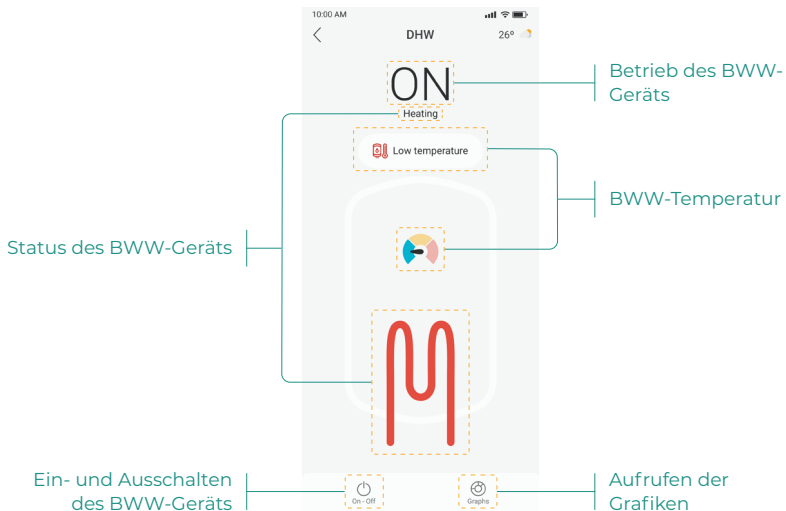 10:00 AM
DHW
26º
ON
Heating
Low temperature
Betrieb des BWW-
Geräts
BWW-Temperatur
Status des BWW-Geräts
Ein- und Ausschalten
des BWW-Geräts
On - Off
Graphs
Aufrufen der
Grafiken